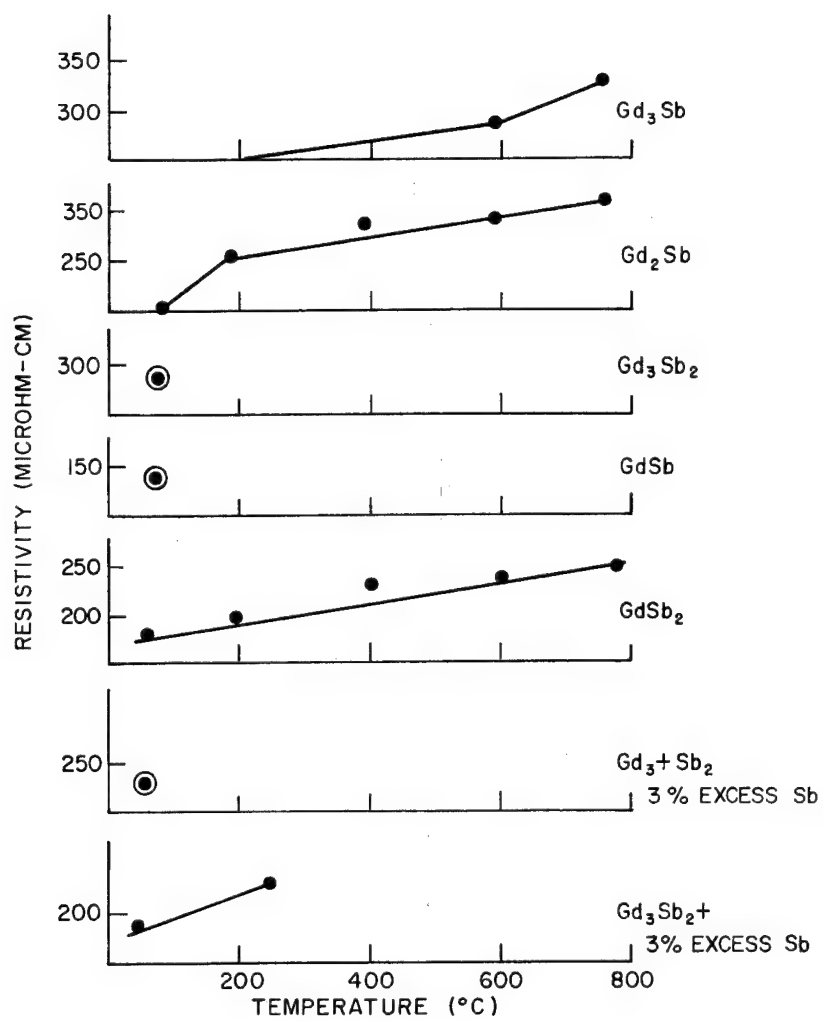 350
300
Gd₃Sb
350
250
Gd₂Sb
RESISTIVITY (MICROHM-CM)
300
Gd₃Sb₂
150
GdSb
250
200
GdSb₂
250
Gd₃+Sb₂
3% EXCESS Sb
200
Gd₃Sb₂+
3% EXCESS Sb
200 400 600 800
TEMPERATURE (°C)